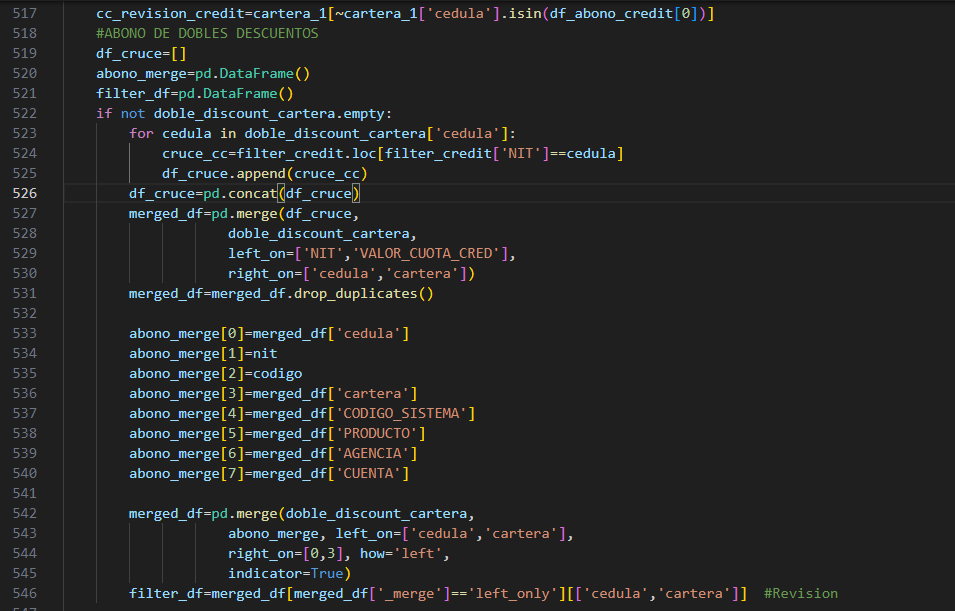 517 cc_revision_credit=cartera_1[~cartera_1['cedula'].isin(df_abono_credit[0])]
518 #ABONO DE DOBLES DESCUENTOS
519 df_cruce=[]
520 abono_merge=pd.DataFrame()
521 filter_df=pd.DataFrame()
522 if not doble_discount_cartera.empty:
523 for cedula in doble_discount_cartera['cedula']:
524 cruce_cc=filter_credit.loc[filter_credit['NIT']==cedula]
525 df_cruce.append(cruce_cc)
526 df_cruce=pd.concat(df_cruce)
527 merged_df=pd.merge(df_cruce,
528 doble_discount_cartera,
529 left_on=['NIT','VALOR_CUOTA_CRED'],
530 right_on=['cedula','cartera'])
531 merged_df=merged_df.drop_duplicates()
532
533 abono_merge[0]=merged_df['cedula']
534 abono_merge[1]=nit
535 abono_merge[2]=codigo
536 abono_merge[3]=merged_df['cartera']
537 abono_merge[4]=merged_df['CODIGO_SISTEMA']
538 abono_merge[5]=merged_df['PRODUCTO']
539 abono_merge[6]=merged_df['AGENCIA']
540 abono_merge[7]=merged_df['CUENTA']
541
542 merged_df=pd.merge(doble_discount_cartera,
543 abono_merge, left_on=['cedula','cartera'],
544 right_on=[0,3], how='left',
545 indicator=True)
546 filter_df=merged_df[merged_df['_merge']=='left_only'][['cedula','cartera']] #Revision